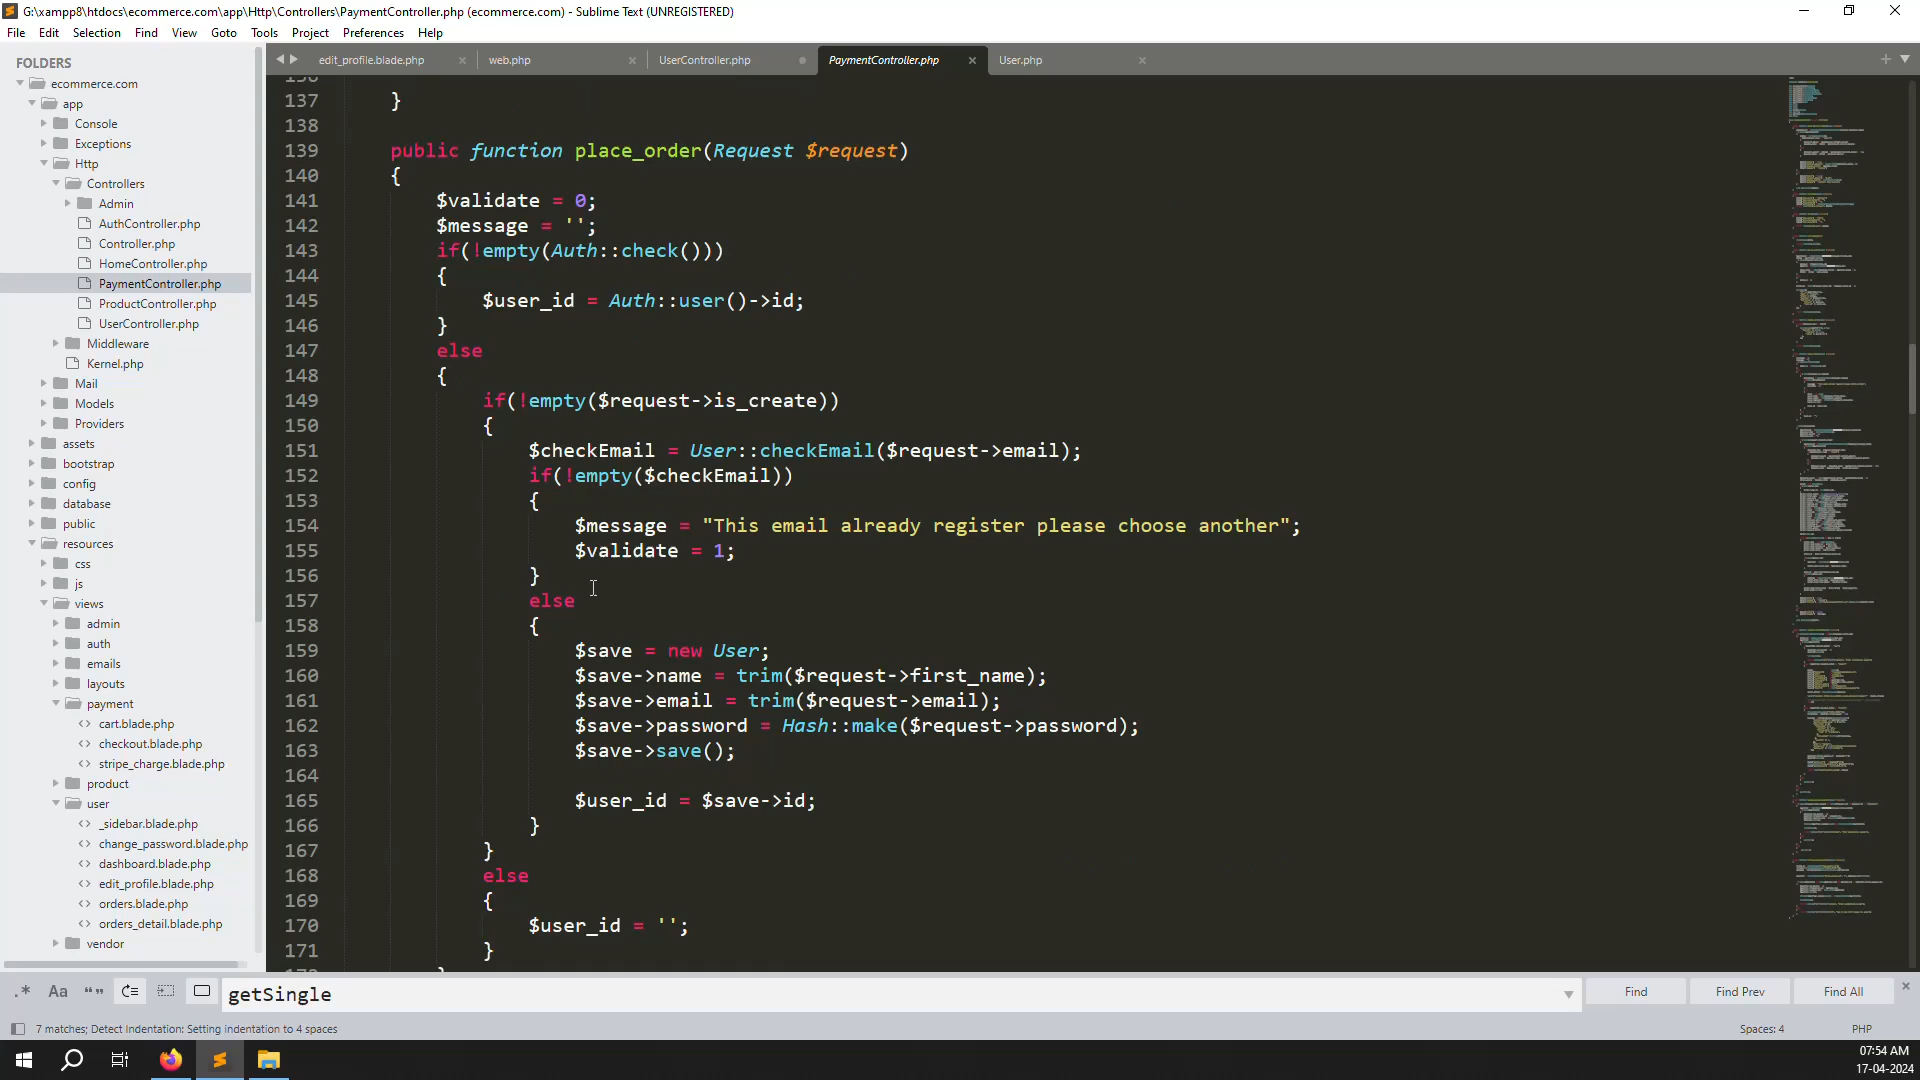 G:\xampp8\htdocs\ecommerce.com\app\Http\Controllers\PaymentController.php (ecommerce.com) - Sublime Text (UNREGISTERED)
File Edit Selection Find View Goto Tools Project Preferences Help
FOLDERS
ecommerce.com
app
Console
Exceptions
Http
Controllers
Admin
AuthController.php
Controller.php
HomeController.php
PaymentController.php
ProductController.php
UserController.php
Middleware
Kernel.php
Mail
Models
Providers
assets
bootstrap
config
database
public
resources
css
js
views
admin
auth
emails
layouts
payment
cart.blade.php
checkout.blade.php
stripe_charge.blade.php
product
user
_sidebar.blade.php
change_password.blade.php
dashboard.blade.php
edit_profile.blade.php
orders.blade.php
orders_detail.blade.php
vendor
edit_profile.blade.php web.php UserController.php PaymentController.php User.php
137 }
138
139 public function place_order(Request $request)
140 {
141 $validate = 0;
142 $message = '';
143 if(!empty(Auth::check()))
144 {
145 $user_id = Auth::user()->id;
146 }
147 else
148 {
149 if(!empty($request->is_create))
150 {
151 $checkEmail = User::checkEmail($request->email);
152 if(!empty($checkEmail))
153 {
154 $message = "This email already register please choose another";
155 $validate = 1;
156 }
157 else
158 {
159 $save = new User;
160 $save->name = trim($request->first_name);
161 $save->email = trim($request->email);
162 $save->password = Hash::make($request->password);
163 $save->save();
164
165 $user_id = $save->id;
166 }
167 }
168 else
169 {
170 $user_id = '';
171 }
.* Aa “” getSingle Find Find Prev Find All
7 matches; Detect Indentation: Setting indentation to 4 spaces Spaces: 4 PHP
07:54 AM
17-04-2024